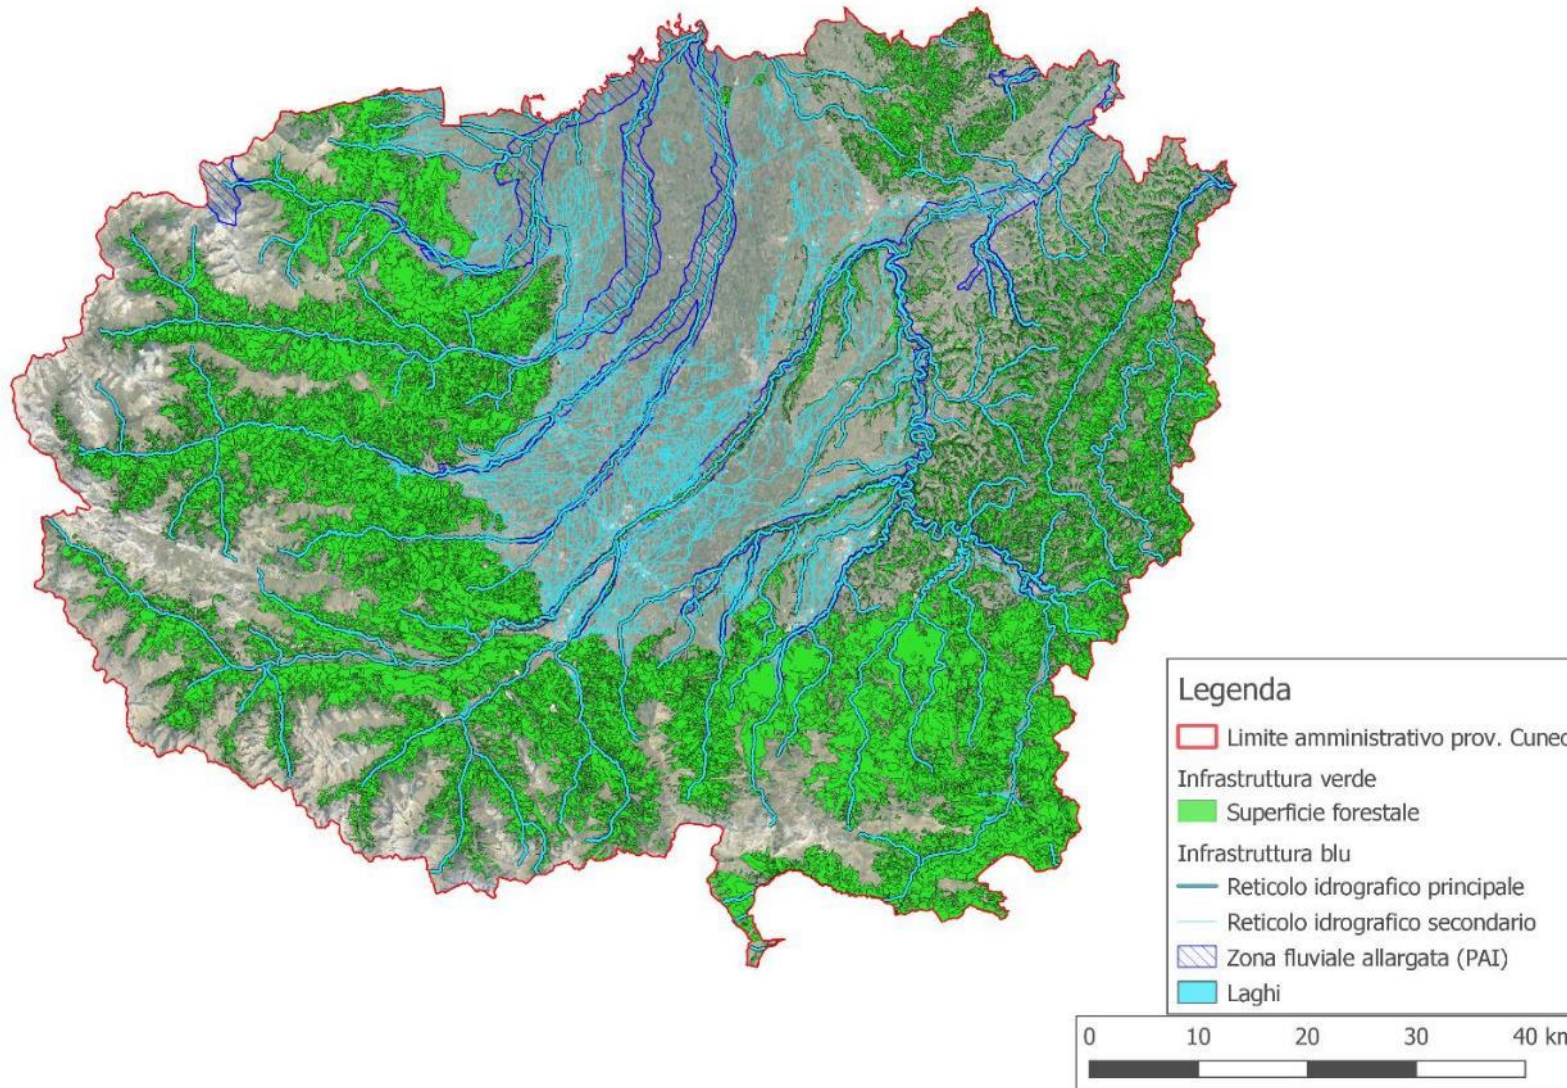 Legenda
Limite amministrativo prov. Cuneo
Infrastruttura verde
Superficie forestale
Infrastruttura blu
Reticolo idrografico principale
Reticolo idrografico secondario
Zona fluviale allargata (PAI)
Laghi
0 10 20 30 40 km